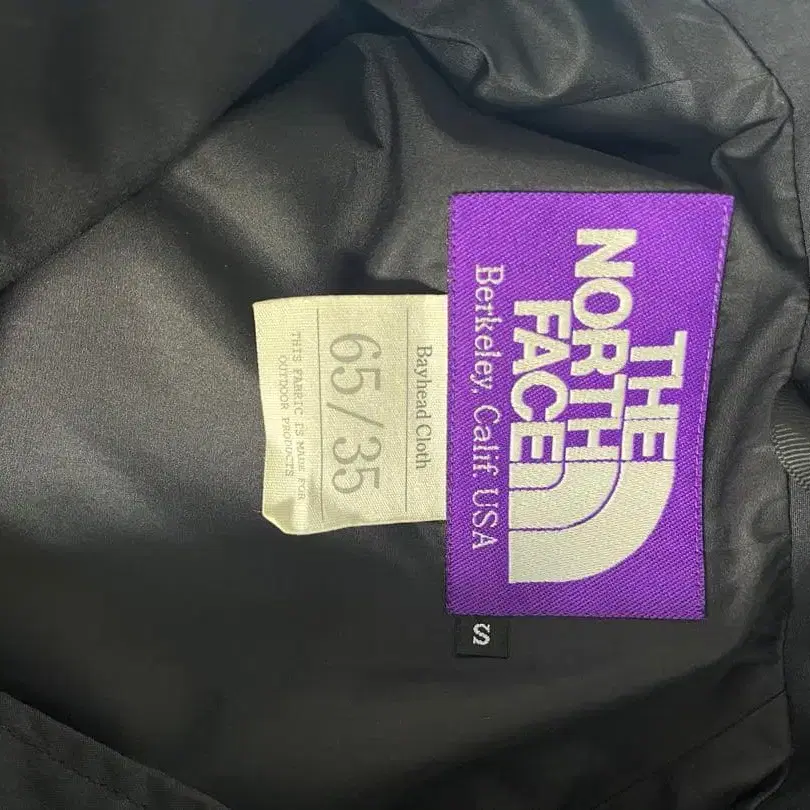 THE
NORTH
FACE
Berkeley, Calif. USA
S
Bayhead Cloth
65/35
THIS FABRIC IS MADE FOR
OUTDOOR PRODUCTS